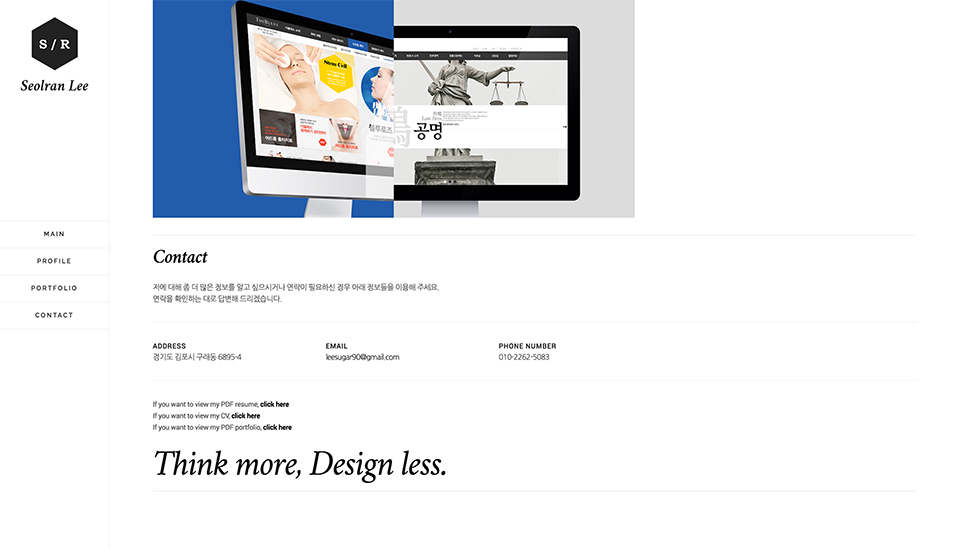 S / R
Seolran Lee
MAIN
PROFILE
PORTFOLIO
CONTACT
Stem Cell
Law firm
공명
Contact
저에 대해 좀 더 많은 정보를 알고 싶으시거나 연락이 필요하신 경우 아래 정보들을 이용해 주세요.
연락을 확인하는 대로 답변해 드리겠습니다.
ADDRESS
경기도 김포시 구래동 6895-4
EMAIL
leesugar90@gmail.com
PHONE NUMBER
010-2262-5083
If you want to view my PDF resume, click here
If you want to view my CV, click here
If you want to view my PDF portfolio, click here
Think more, Design less.